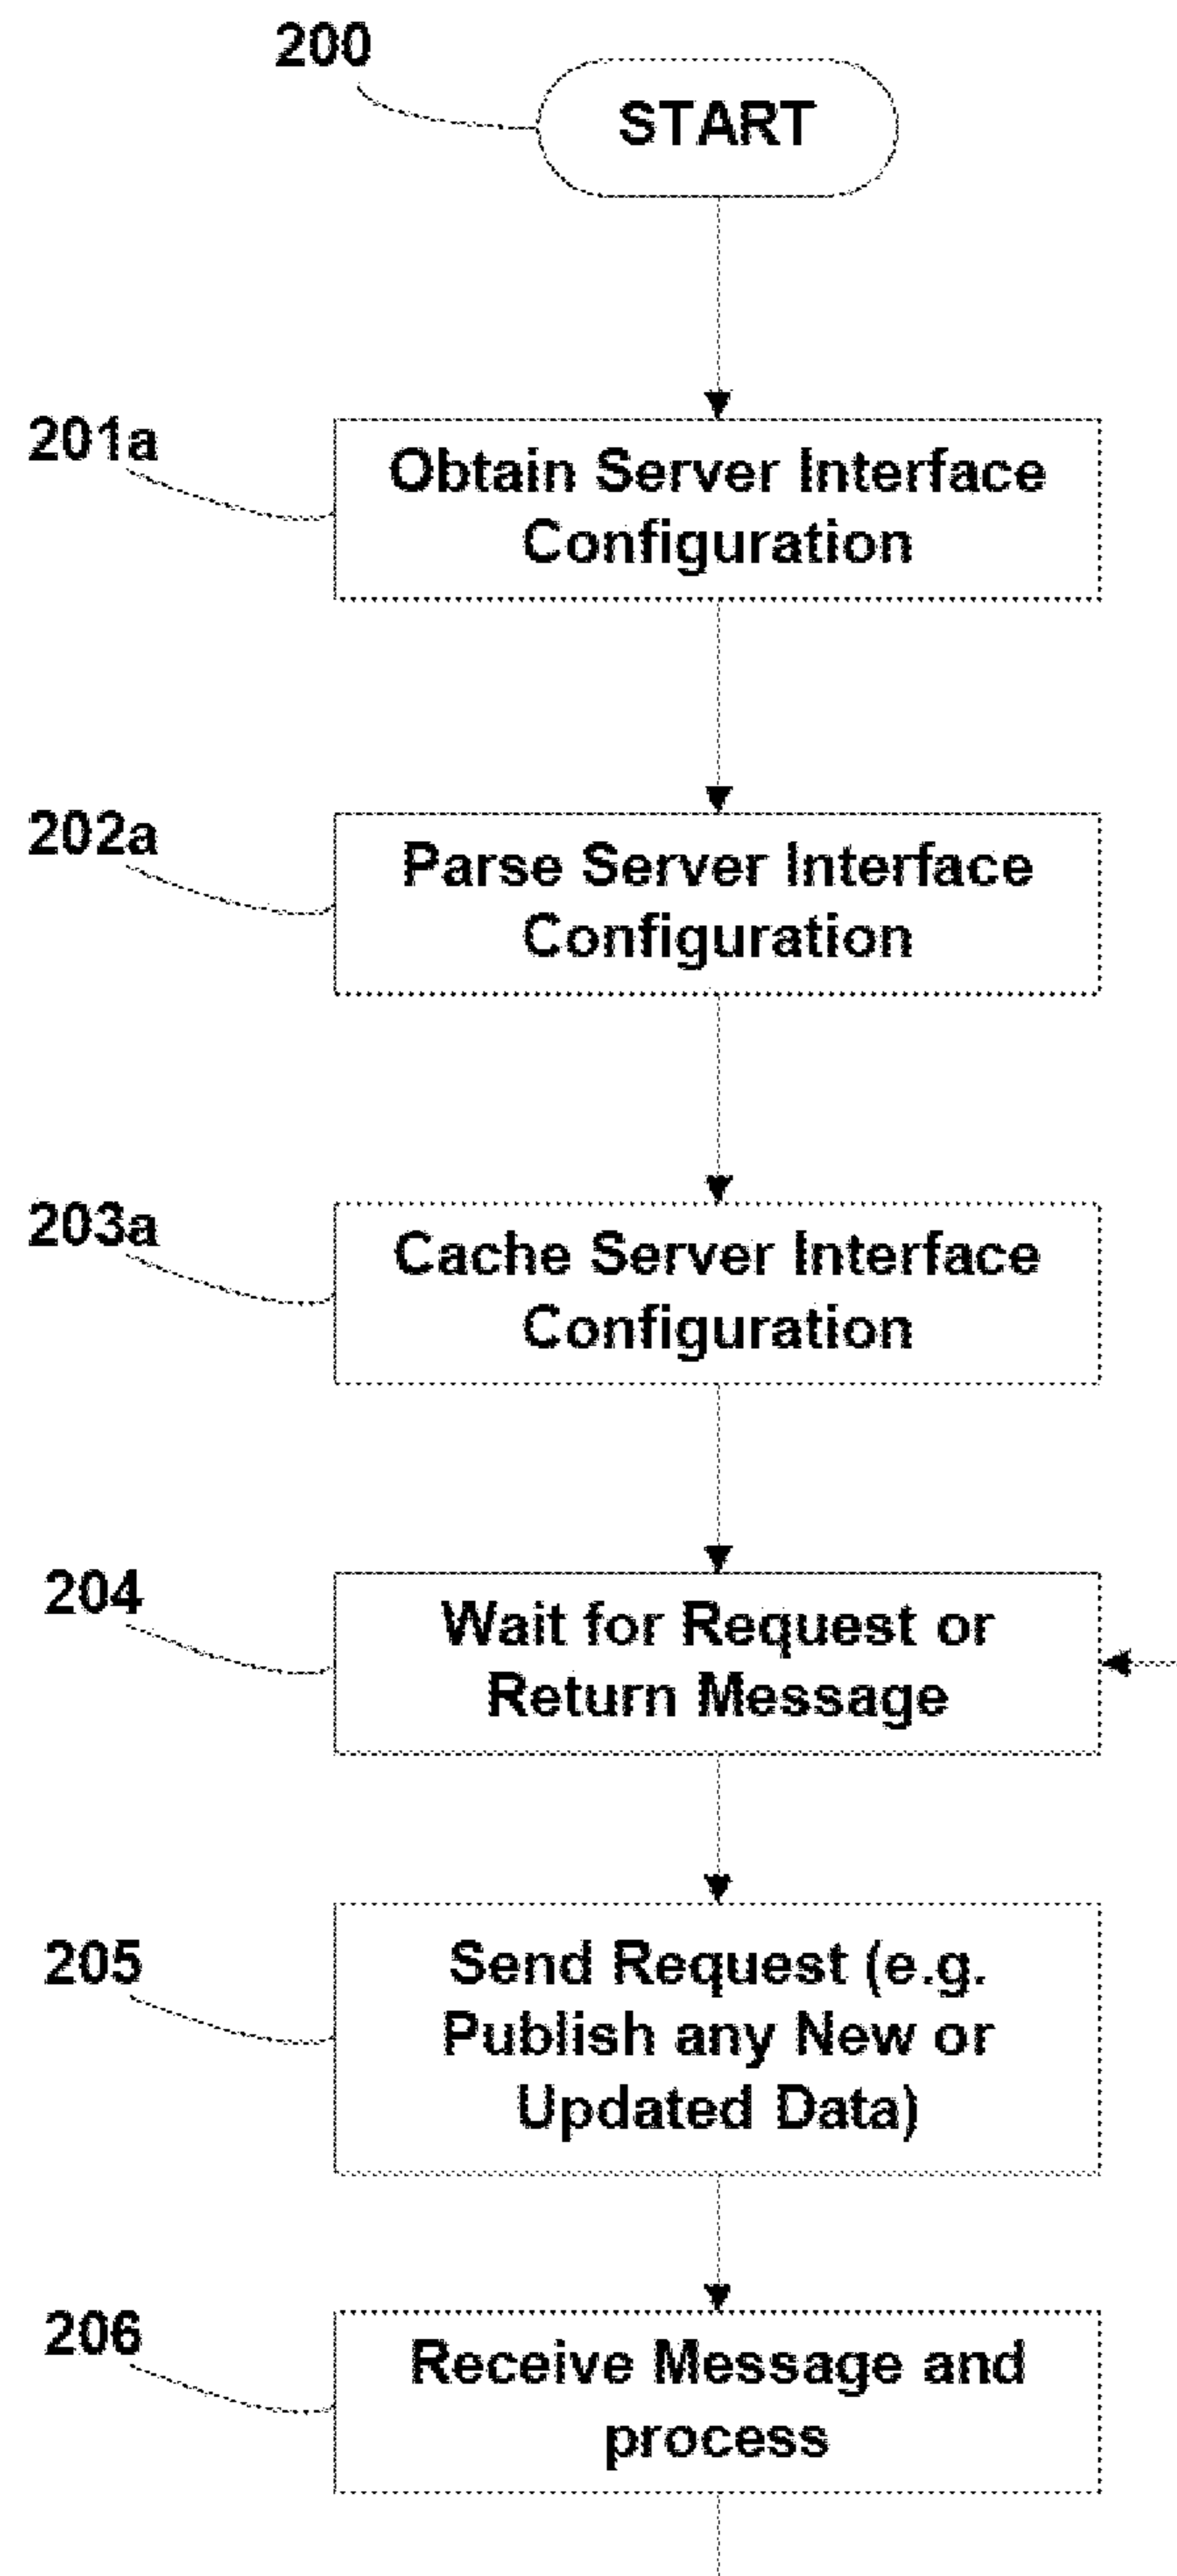 200
START
201a
Obtain Server Interface
Configuration
202a
Parse Server Interface
Configuration
203a
Cache Server Interface
Configuration
204
Wait for Request or
Return Message
205
Send Request (e.g.
Publish any New or
Updated Data)
206
Receive Message and
process